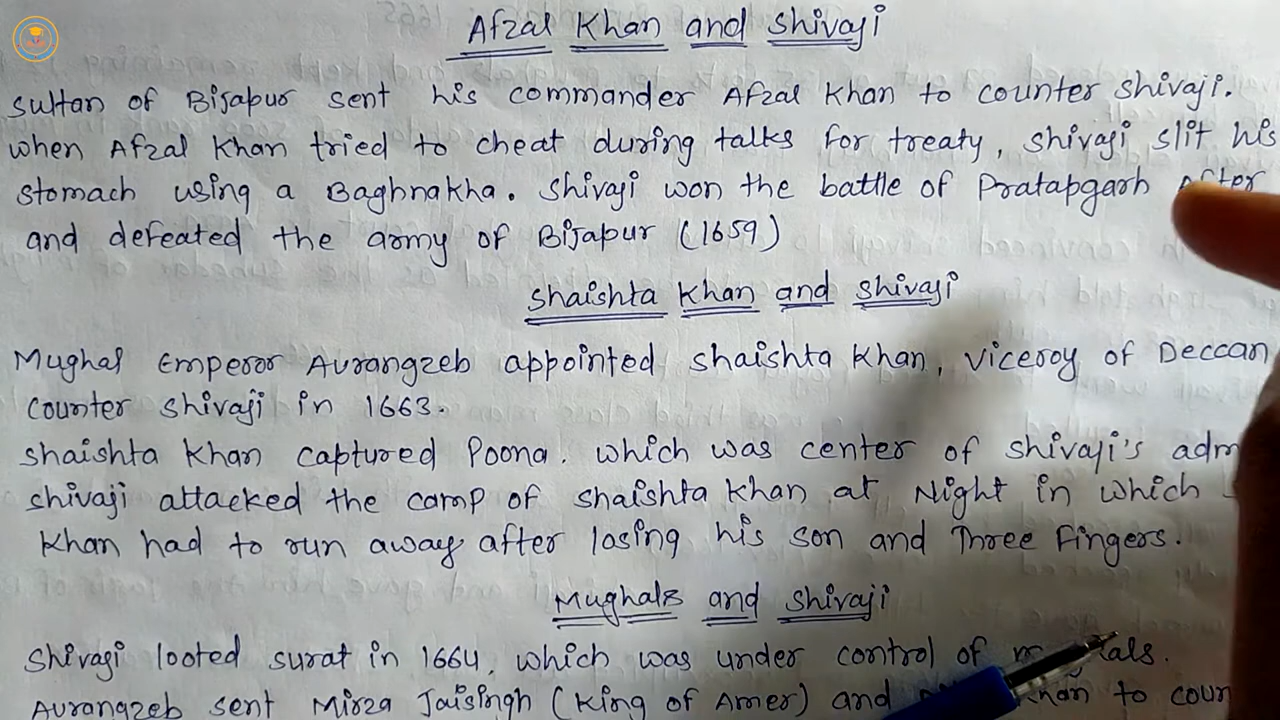 Afzal Khan and Shivaji
Sultan of Bijapur sent his commander Afzal Khan to counter Shivaji.
When Afzal Khan tried to cheat during talks for treaty, Shivaji slit his
stomach using a Baghnakha. Shivaji won the battle of Pratapgarh After
and defeated the army of Bijapur (1659)
Shaishta Khan and Shivaji
Mughal Emperor Aurangzeb appointed Shaishta Khan, viceroy of Deccan
counter Shivaji in 1663.
Shaishta Khan captured Poona. which was center of Shivaji's adm
Shivaji attacked the camp of Shaishta Khan at Night in which
Khan had to run away after losing his son and Three Fingers.
Mughals and Shivaji
Shivaji looted Surat in 1664, which was under control of
Aurangzeb sent Mirza Jaisingh (King of Amer) and Khan to coun